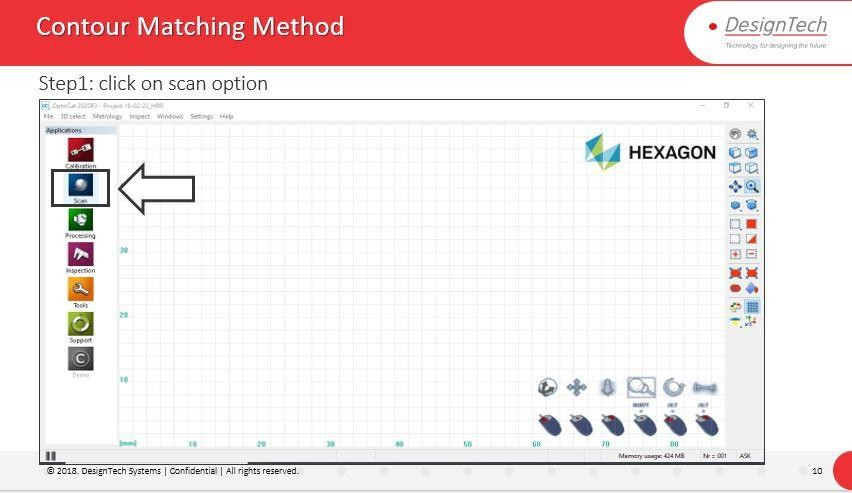 Contour Matching Method
DesignTech
Technology for designing the future
Step1: click on scan option
OptoCat 2020R3 - Project 18-02-22_HRR
File 3D select Metrology Inspect Windows Settings Help
Applications
Calibration
HEXAGON
Scan
Processing
30
Inspection
Tools
20
Support
Demo
10
SHIFT ALT ALT
+ + +
[mm] 10 20 30 40 50 60 70 80
Memory usage: 424 MB Nr = 001 ASK
© 2018. DesignTech Systems | Confidential | All rights reserved.
10